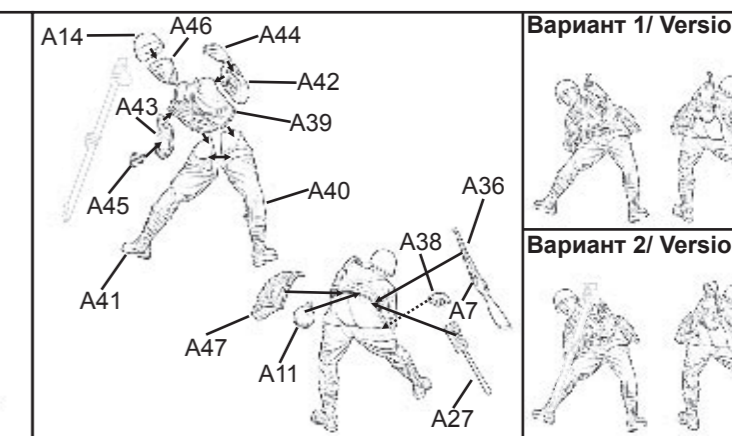 A14
A46
A44
A42
A43
A39
A45
A40
A41
A36
A38
A7
A47
A11
A27
Вариант 1/ Versio
Вариант 2/ Versio